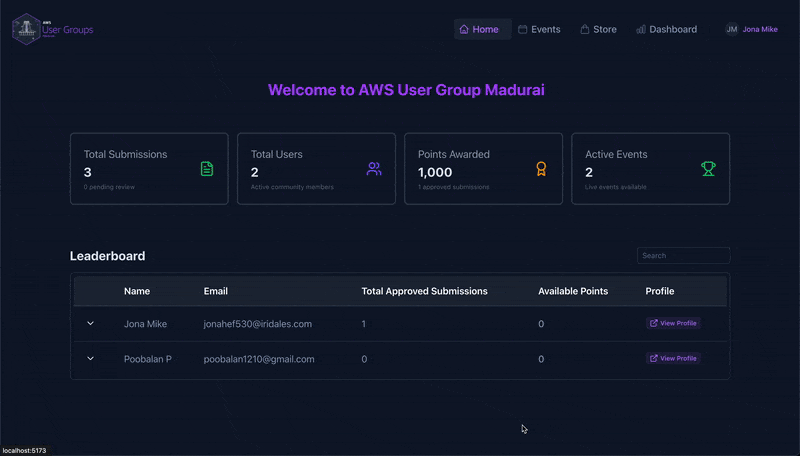 aws
User Groups
Home
Events
Store
Dashboard
JM
Jona Mike
Welcome to AWS User Group Madurai
Total Submissions
3
0 pending review
Total Users
2
Active community members
Points Awarded
1,000
1 approved submissions
Active Events
2
Live events available
Leaderboard
Search
Name Email Total Approved Submissions Available Points Profile
Jona Mike jonahef530@iridales.com 1 0 View Profile
Poobalan P poobalan1210@gmail.com 0 0 View Profile
localhost:5173